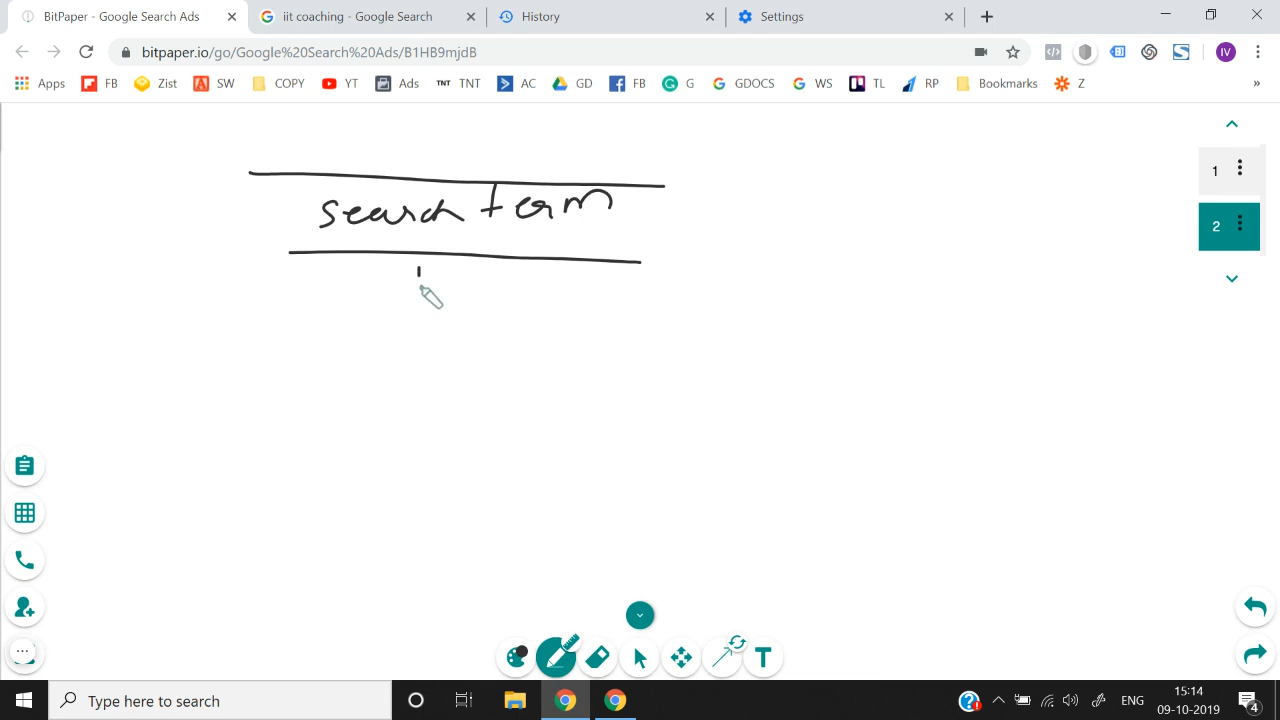 BitPaper - Google Search Ads
iit coaching - Google Search
History
Settings
bitpaper.io/go/Google%20Search%20Ads/B1HB9mjdB
IV
Apps FB Zist SW COPY YT Ads TNT TNT AC GD FB G GDOCS WS TL RP Bookmarks Z »
search term
1
2
T
Type here to search
ENG
15:14
09-10-2019
4